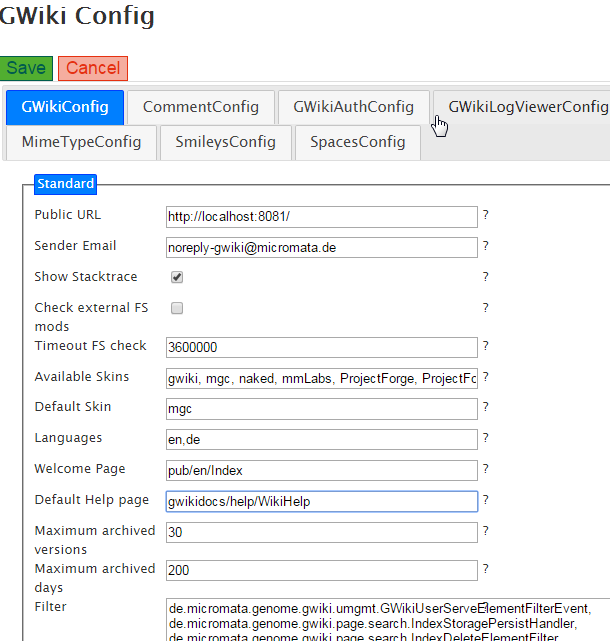 GWiki Config
Save Cancel
GWikiConfig CommentConfig GWikiAuthConfig GWikiLogViewerConfig
MimeTypeConfig SmileysConfig SpacesConfig
Standard
Public URL http://localhost:8081/ ?
Sender Email noreply-gwiki@micromata.de ?
Show Stacktrace ?
Check external FS ?
mods
Timeout FS check 3600000 ?
Available Skins gwiki, mgc, naked, mmLabs, ProjectForge, ProjectFo ?
Default Skin mgc ?
Languages en,de ?
Welcome Page pub/en/Index ?
Default Help page gwikidocs/help/WikiHelp ?
Maximum archived 30 ?
versions
Maximum archived 200 ?
days
Filter de.micromata.genome.gwiki.umgmt.GWikiUserServeElementFilterEvent, ?
de.micromata.genome.gwiki.page.search.IndexStoragePersistHandler,
de.micromata.genome.gwiki.page.search.IndexDeleteElementFilter